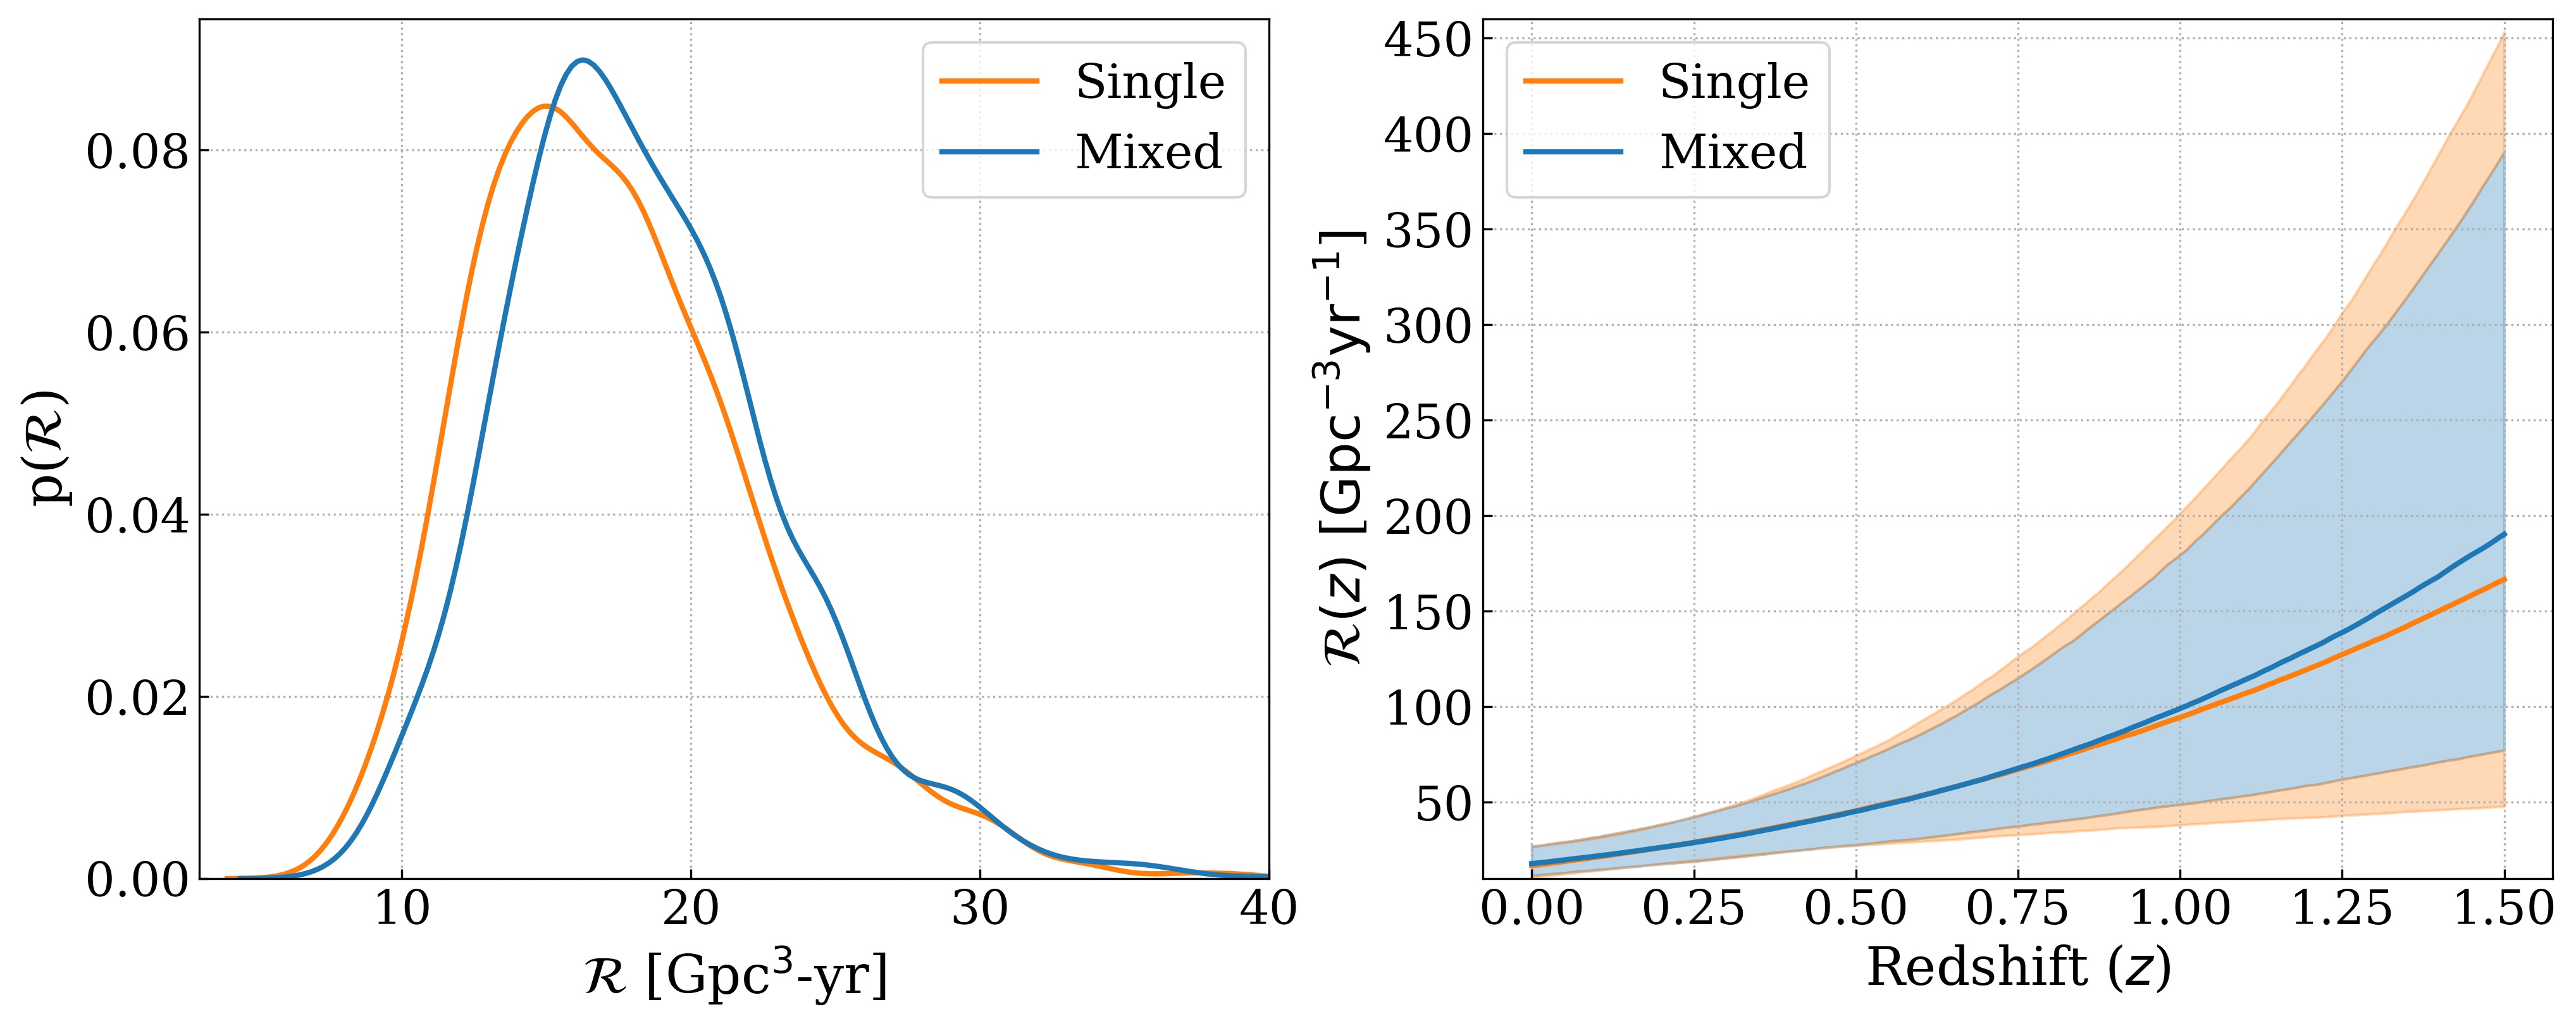 p(ℛ)
0.08
0.06
0.04
0.02
0.00
10 20 30 40
ℛ [Gpc³-yr]
Single
Mixed
ℛ(z) [Gpc⁻³yr⁻¹]
450
400
350
300
250
200
150
100
50
0.00 0.25 0.50 0.75 1.00 1.25 1.50
Redshift (z)
Single
Mixed